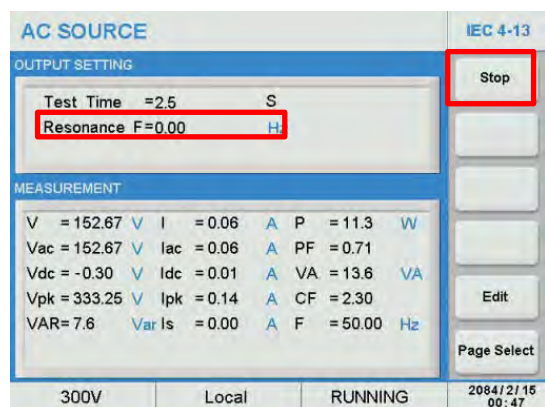 AC SOURCE
IEC 4-13
OUTPUT SETTING
Test Time =2.5 S
Resonance F=0.00 Hz
MEASUREMENT
V = 152.67 V I = 0.06 A P = 11.3 W
Vac = 152.67 V Iac = 0.06 A PF = 0.71
Vdc = -0.30 V Idc = 0.01 A VA = 13.6 VA
Vpk = 333.25 V Ipk = 0.14 A CF = 2.30
VAR= 7.6 Var Is = 0.00 A F = 50.00 Hz
Stop
Edit
Page Select
300V Local RUNNING 2084/2/15
00:47